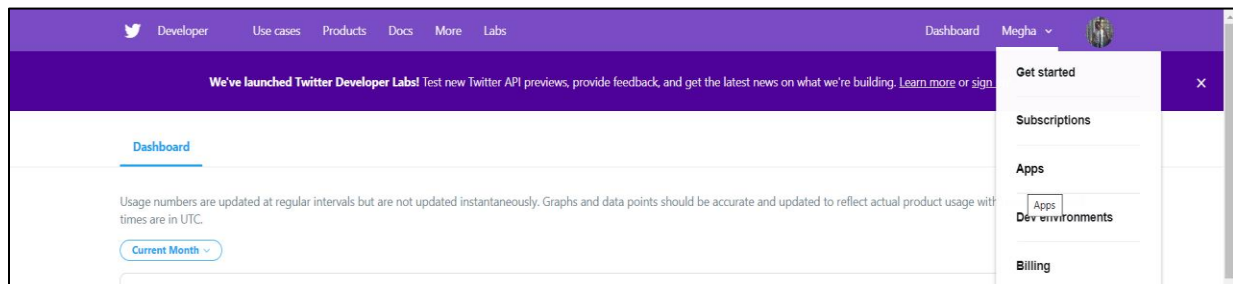 Developer Use cases Products Docs More Labs Dashboard Megha
We've launched Twitter Developer Labs! Test new Twitter API previews, provide feedback, and get the latest news on what we're building. Learn more or sign
Get started
Subscriptions
Apps
Apps
Dev environments
Billing
Dashboard
Usage numbers are updated at regular intervals but are not updated instantaneously. Graphs and data points should be accurate and updated to reflect actual product usage with
times are in UTC.
Current Month